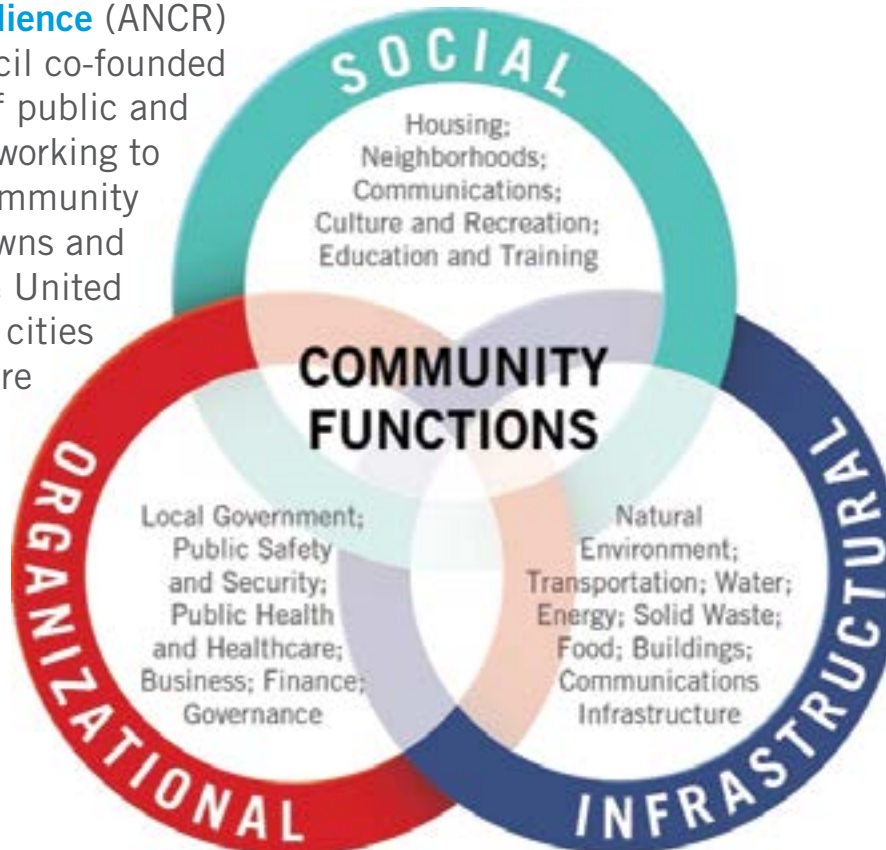 dience (ANCR)
cil co-founded
f public and
working to
mmunity
wns and
United
cities
re
SOCIAL
Housing;
Neighborhoods;
Communications;
Culture and Recreation;
Education and Training
COMMUNITY
FUNCTIONS
ORGANIZATIONAL
Local Government;
Public Safety
and Security;
Public Health
and Healthcare;
Business; Finance;
Governance
INFRASTRUCTURAL
Natural
Environment;
Transportation; Water;
Energy; Solid Waste;
Food; Buildings;
Communications
Infrastructure